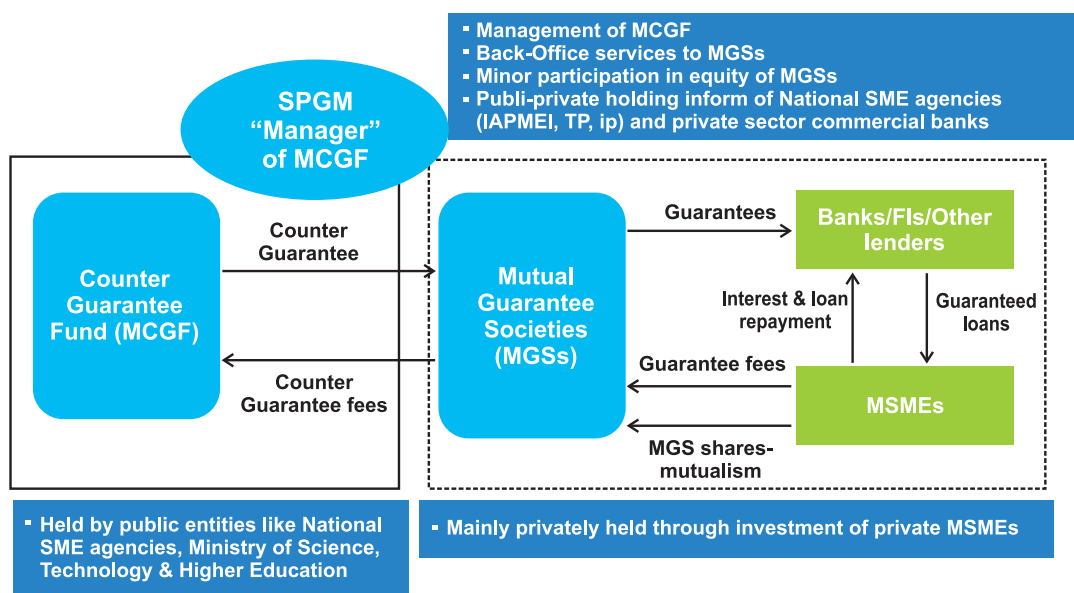 ▪ Management of MCGF
▪ Back-Office services to MGSs
▪ Minor participation in equity of MGSs
▪ Publi-private holding inform of National SME agencies
(IAPMEI, TP, ip) and private sector commercial banks
SPGM
“Manager”
of MCGF
Counter
Guarantee
Fund (MCGF)
Counter
Guarantee
Counter
Guarantee fees
Mutual
Guarantee
Societies
(MGSs)
Guarantees
Banks/FIs/Other
lenders
Interest & loan
repayment
Guaranteed
loans
Guarantee fees
MSMEs
MGS shares-
mutualism
▪ Held by public entities like National
SME agencies, Ministry of Science,
Technology & Higher Education
▪ Mainly privately held through investment of private MSMEs